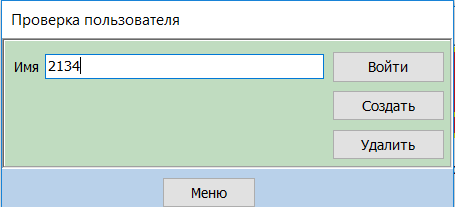 Проверка пользователя
Имя 2134 Войти
Создать
Удалить
Меню